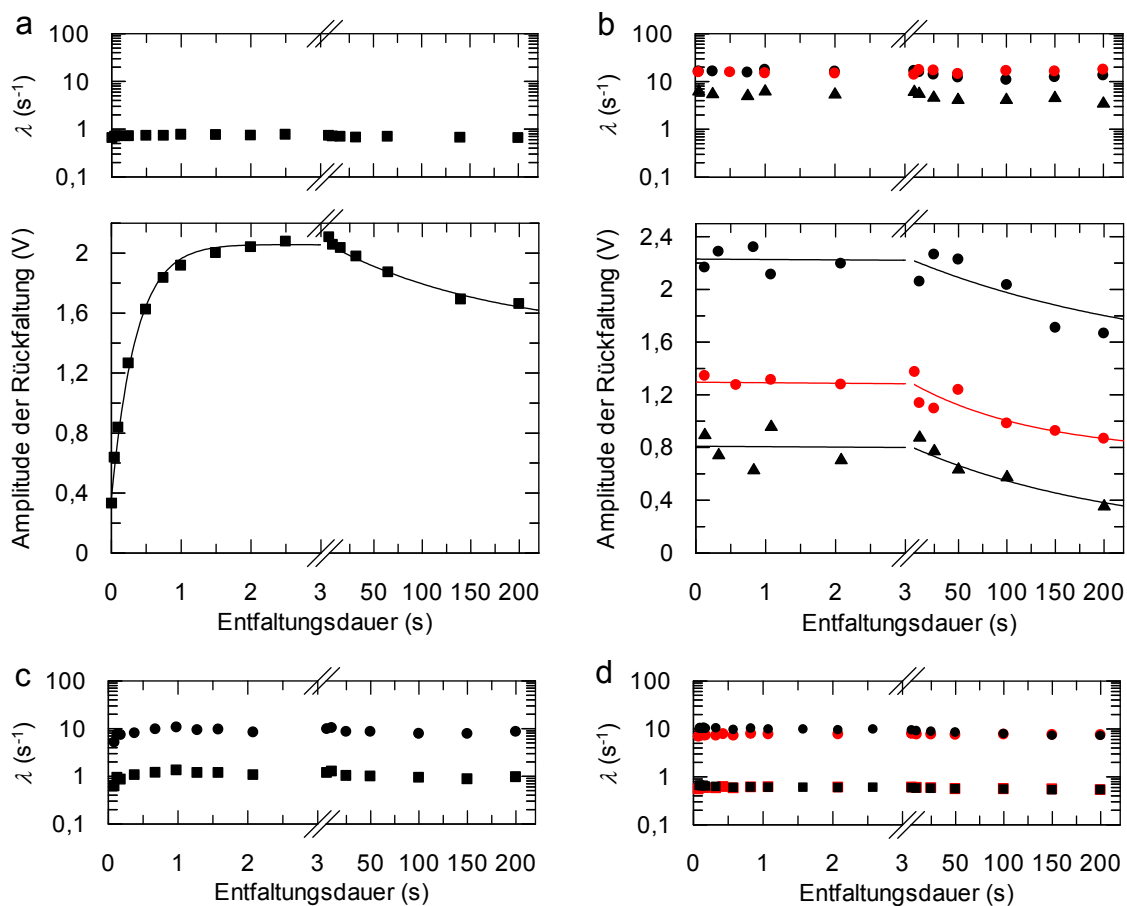 a
100
10
1
0,1
λ (s⁻¹)
2
1,6
1,2
0,8
0,4
0
Amplitude der Rückfaltung (V)
0 1 2 3 50 100 150 200
Entfaltungsdauer (s)
b
100
10
1
0,1
λ (s⁻¹)
2,4
2
1,6
1,2
0,8
0,4
0
Amplitude der Rückfaltung (V)
0 1 2 3 50 100 150 200
Entfaltungsdauer (s)
c
100
10
1
0,1
λ (s⁻¹)
0 1 2 3 50 100 150 200
Entfaltungsdauer (s)
d
100
10
1
0,1
λ (s⁻¹)
0 1 2 3 50 100 150 200
Entfaltungsdauer (s)